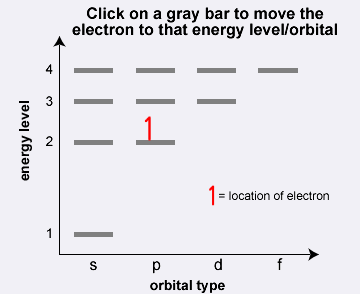 Click on a gray bar to move the
electron to that energy level/orbital
energy level
4
3
2
1
1
1 = location of electron
s p d f
orbital type